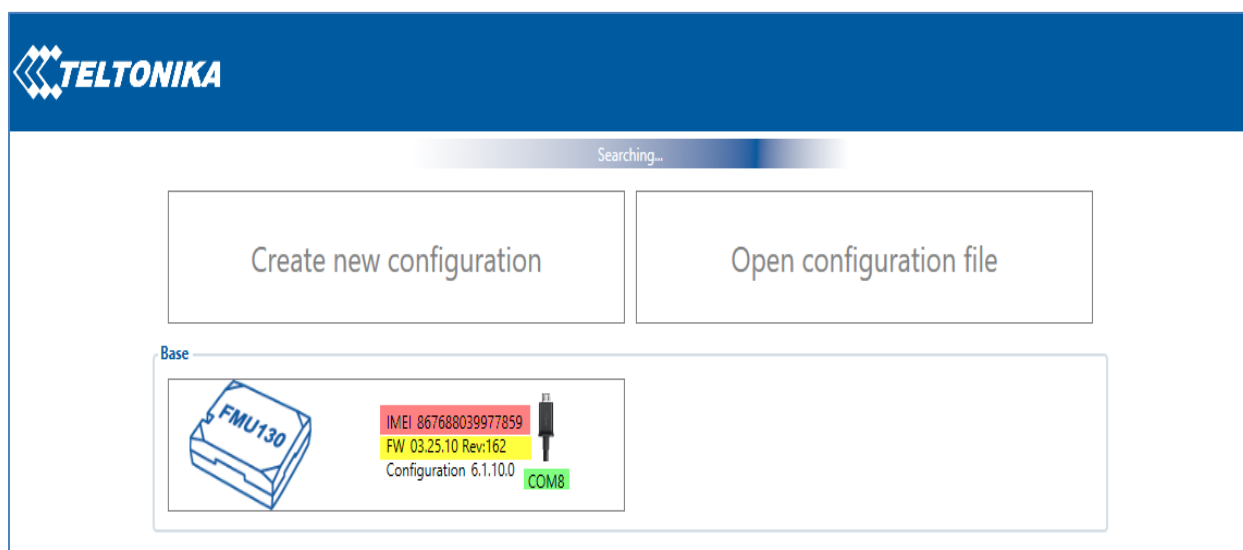 TELTONIKA
Searching...
Create new configuration
Open configuration file
Base
FMU130
IMEI 867688039977859
FW 03.25.10 Rev:162
Configuration 6.1.10.0
COM8